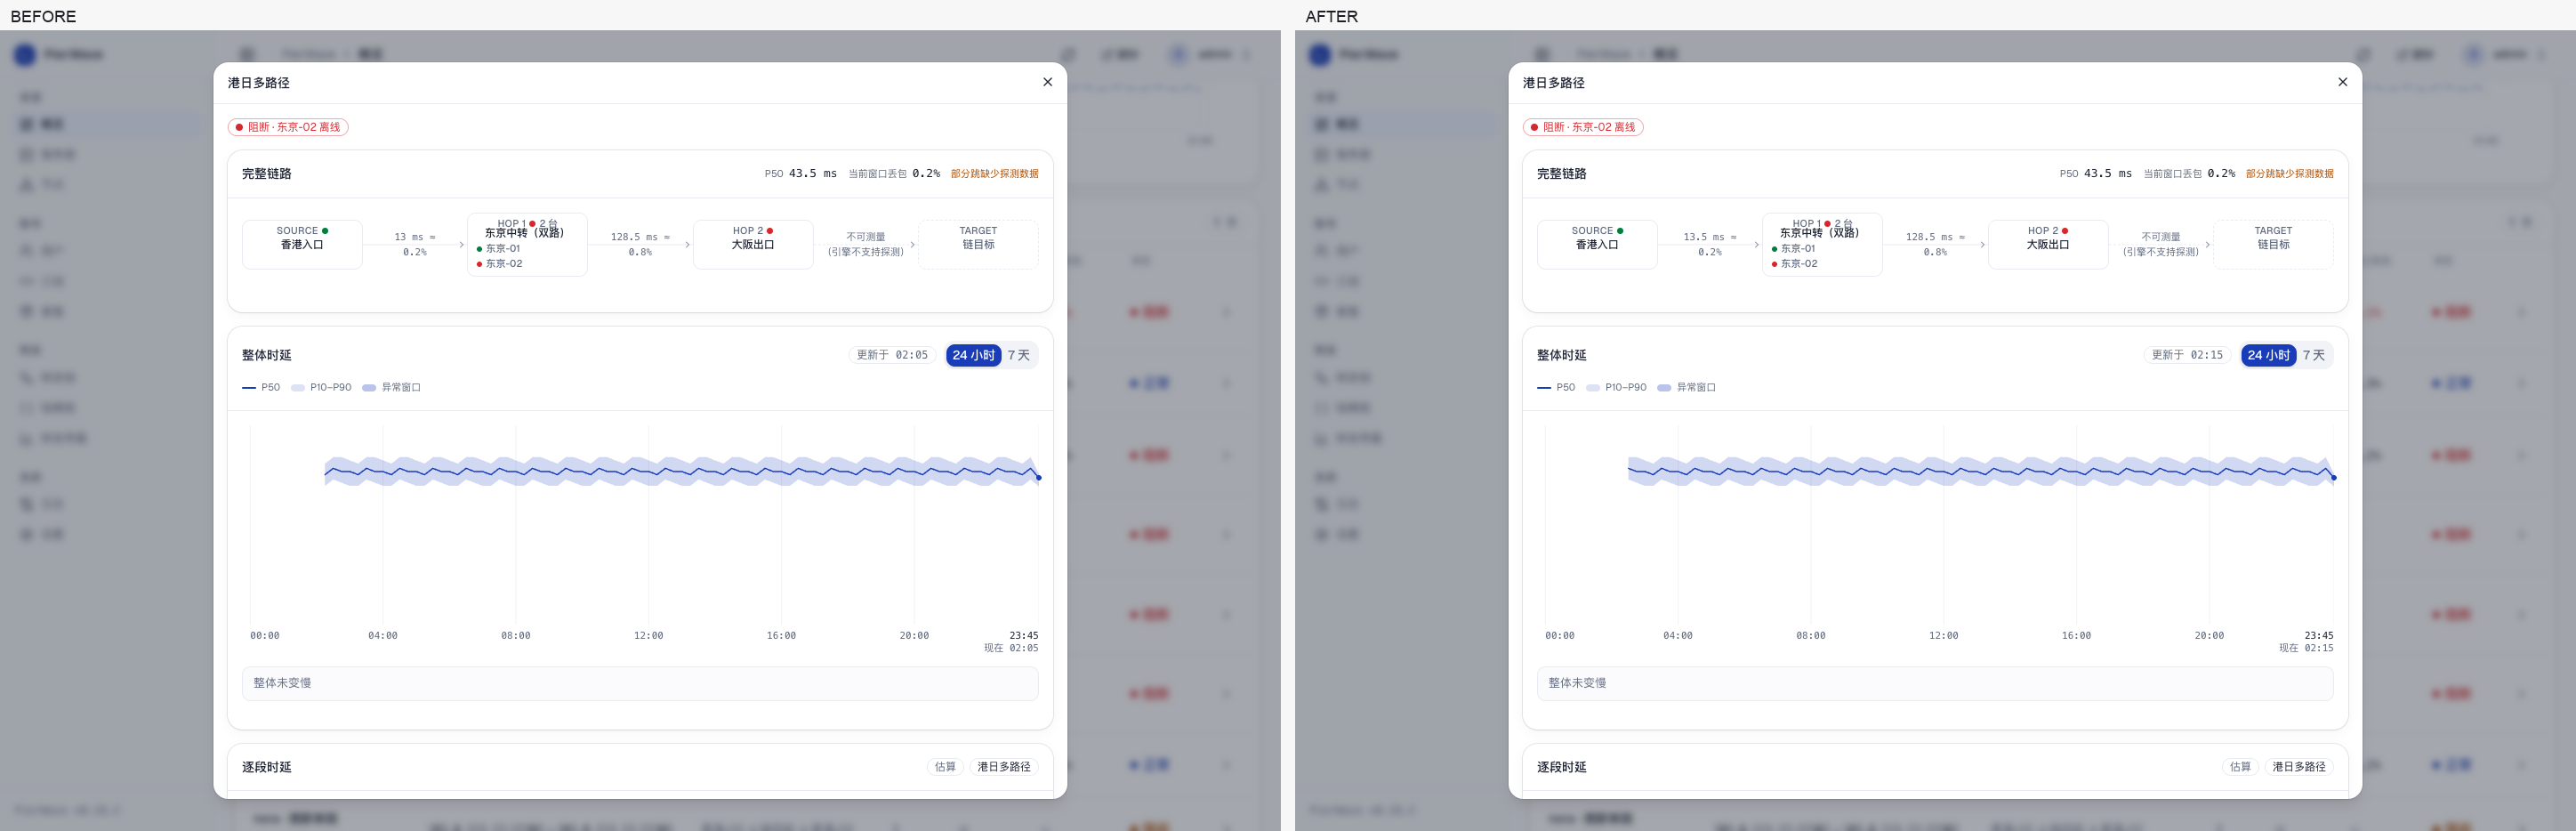 BEFORE
港日多路径
阻断 · 东京-02 离线
完整链路
P50 43.5 ms 当前窗口丢包 0.2% 部分跳缺少探测数据
SOURCE
香港入口
13 ms ≈
0.2%
HOP 1 2 台
东京中转（双路）
东京-01
东京-02
128.5 ms ≈
0.8%
HOP 2
大阪出口
不可测量
(引擎不支持探测)
TARGET
链目标
整体时延
更新于 02:05
24 小时 7 天
P50 P10–P90 异常窗口
00:00 04:00 08:00 12:00 16:00 20:00 23:45
现在 02:05
整体未变慢
逐段时延
估算 港日多路径
AFTER
港日多路径
阻断 · 东京-02 离线
完整链路
P50 43.5 ms 当前窗口丢包 0.2% 部分跳缺少探测数据
SOURCE
香港入口
13.5 ms ≈
0.2%
HOP 1 2 台
东京中转（双路）
东京-01
东京-02
128.5 ms ≈
0.8%
HOP 2
大阪出口
不可测量
(引擎不支持探测)
TARGET
链目标
整体时延
更新于 02:15
24 小时 7 天
P50 P10–P90 异常窗口
00:00 04:00 08:00 12:00 16:00 20:00 23:45
现在 02:15
整体未变慢
逐段时延
估算 港日多路径